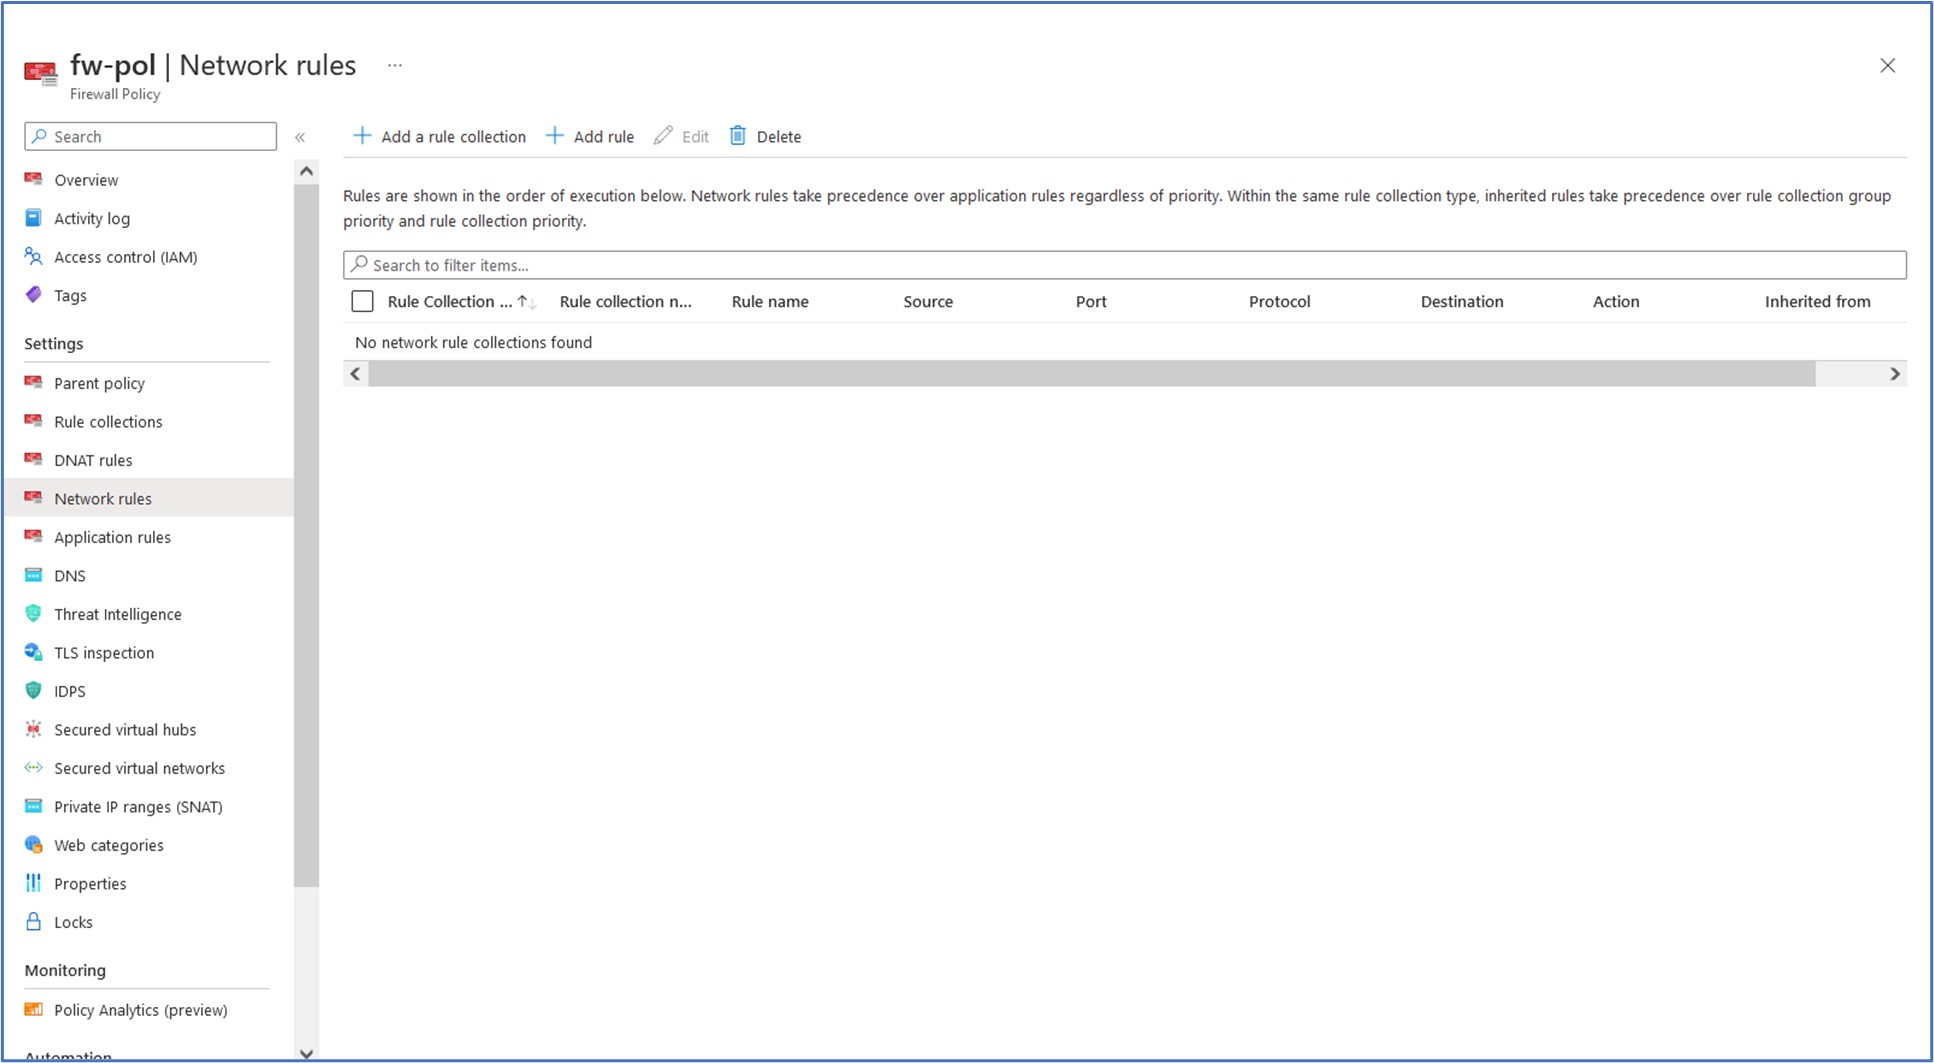 fw-pol | Network rules ...
Firewall Policy
Search
«
Overview
Activity log
Access control (IAM)
Tags
Settings
Parent policy
Rule collections
DNAT rules
Network rules
Application rules
DNS
Threat Intelligence
TLS inspection
IDPS
Secured virtual hubs
Secured virtual networks
Private IP ranges (SNAT)
Web categories
Properties
Locks
Monitoring
Policy Analytics (preview)
Automation
Add a rule collection Add rule Edit Delete
Rules are shown in the order of execution below. Network rules take precedence over application rules regardless of priority. Within the same rule collection type, inherited rules take precedence over rule collection group
priority and rule collection priority.
Search to filter items...
Rule Collection ... ↑↓ Rule collection n... Rule name Source Port Protocol Destination Action Inherited from
No network rule collections found